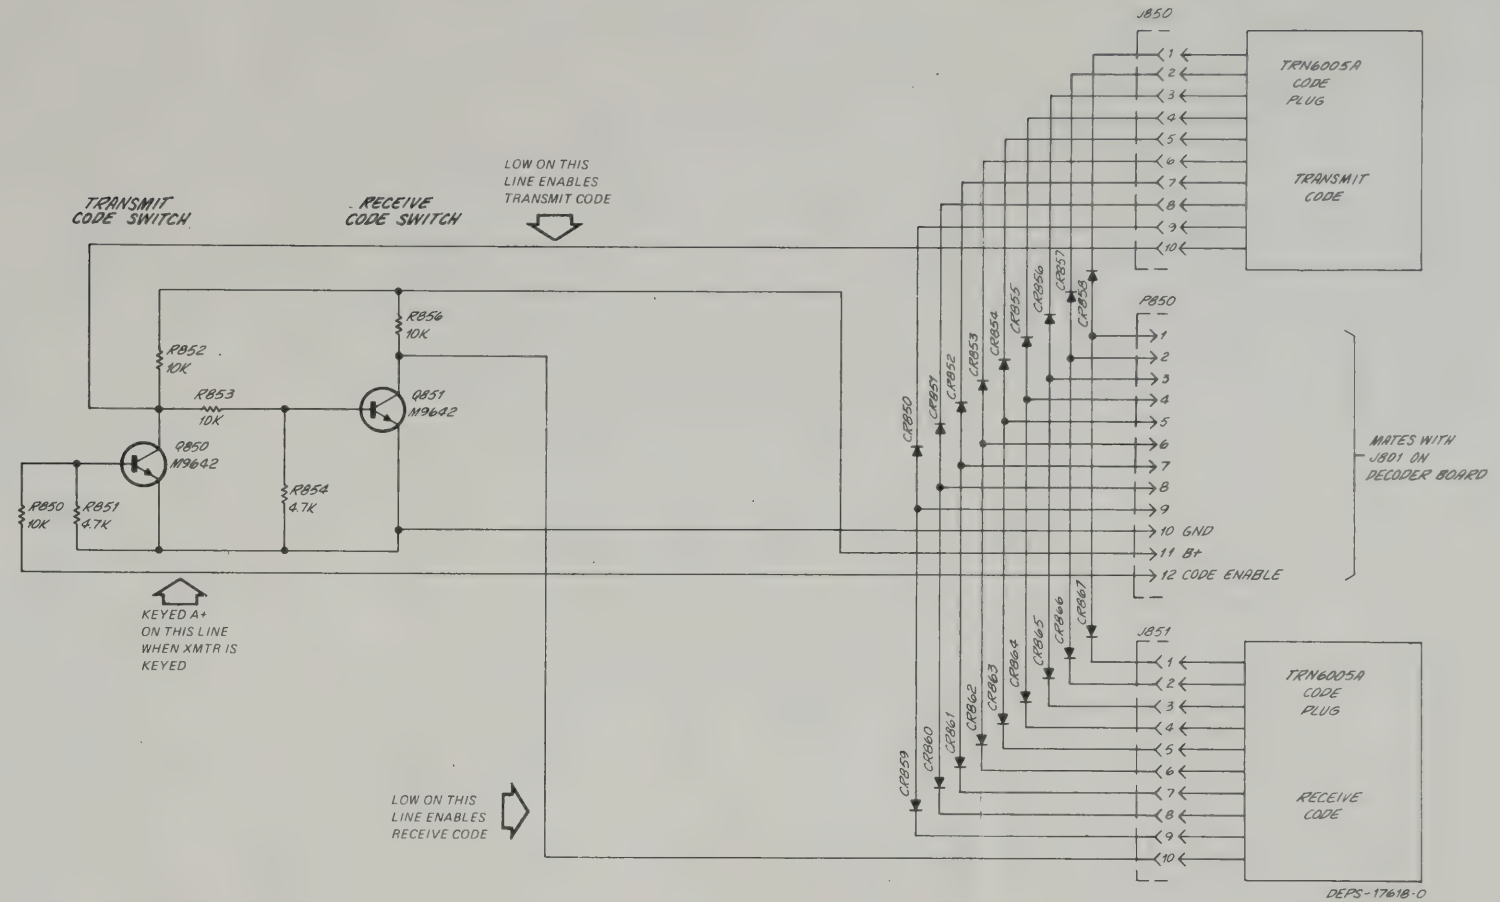 J850
1
2
3
4
5
6
7
8
9
10
TRN6005A
CODE
PLUG
TRANSMIT
CODE
LOW ON THIS
LINE ENABLES
TRANSMIT CODE
TRANSMIT
CODE SWITCH
RECEIVE
CODE SWITCH
R856
10K
R852
10K
R853
10K
Q851
M9642
Q850
M9642
R850
10K
R851
4.7K
R854
4.7K
KEYED A+
ON THIS LINE
WHEN XMTR IS
KEYED
LOW ON THIS
LINE ENABLES
RECEIVE CODE
CR850
CR851
CR852
CR853
CR854
CR855
CR856
CR857
CR858
P850
1
2
3
4
5
6
7
8
9
10 GND
11 B+
12 CODE ENABLE
MATES WITH
J801 ON
DECODER BOARD
CR859
CR860
CR861
CR862
CR863
CR864
CR865
CR866
CR867
J851
1
2
3
4
5
6
7
8
9
10
TRN6005A
CODE
PLUG
RECEIVE
CODE
DEPS-17618-O